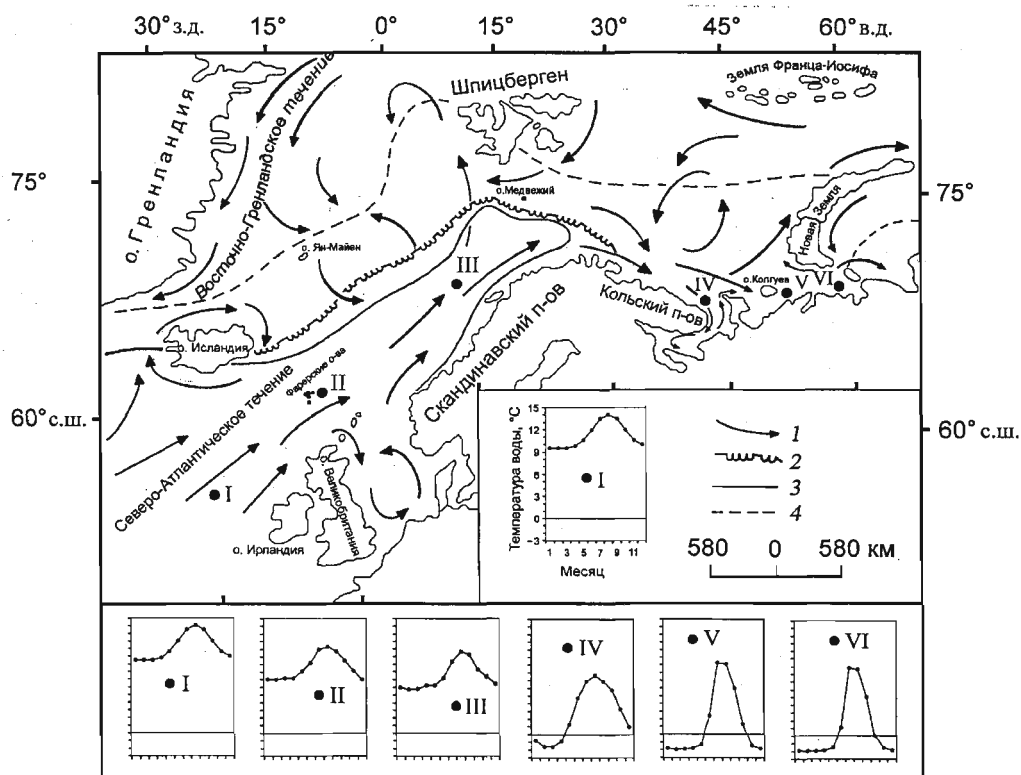 30° з.д. 15° 0° 15° 30° 45° 60° в.д.
о. Гренландия
Восточно-Гренландское течение
Шпицберген
Земля Франца-Иосифа
75° 75°
о. Медвежий
Новая Земля
о. Ян-Майен
III
IV
о. Колгуев
V
VI
Кольский п-ов
о. Исландия
Скандинавский п-ов
Фарерские о-ва
II
Северо-Атлантическое течение
60° с.ш. 60° с.ш.
I
о. Великобритания
о. Ирландия
Температура воды, °С
15
12
9
6
3
0
−3
I
1 3 5 7 9 11
Месяц
1
2
3
4
580 0 580 км
I II III IV V VI